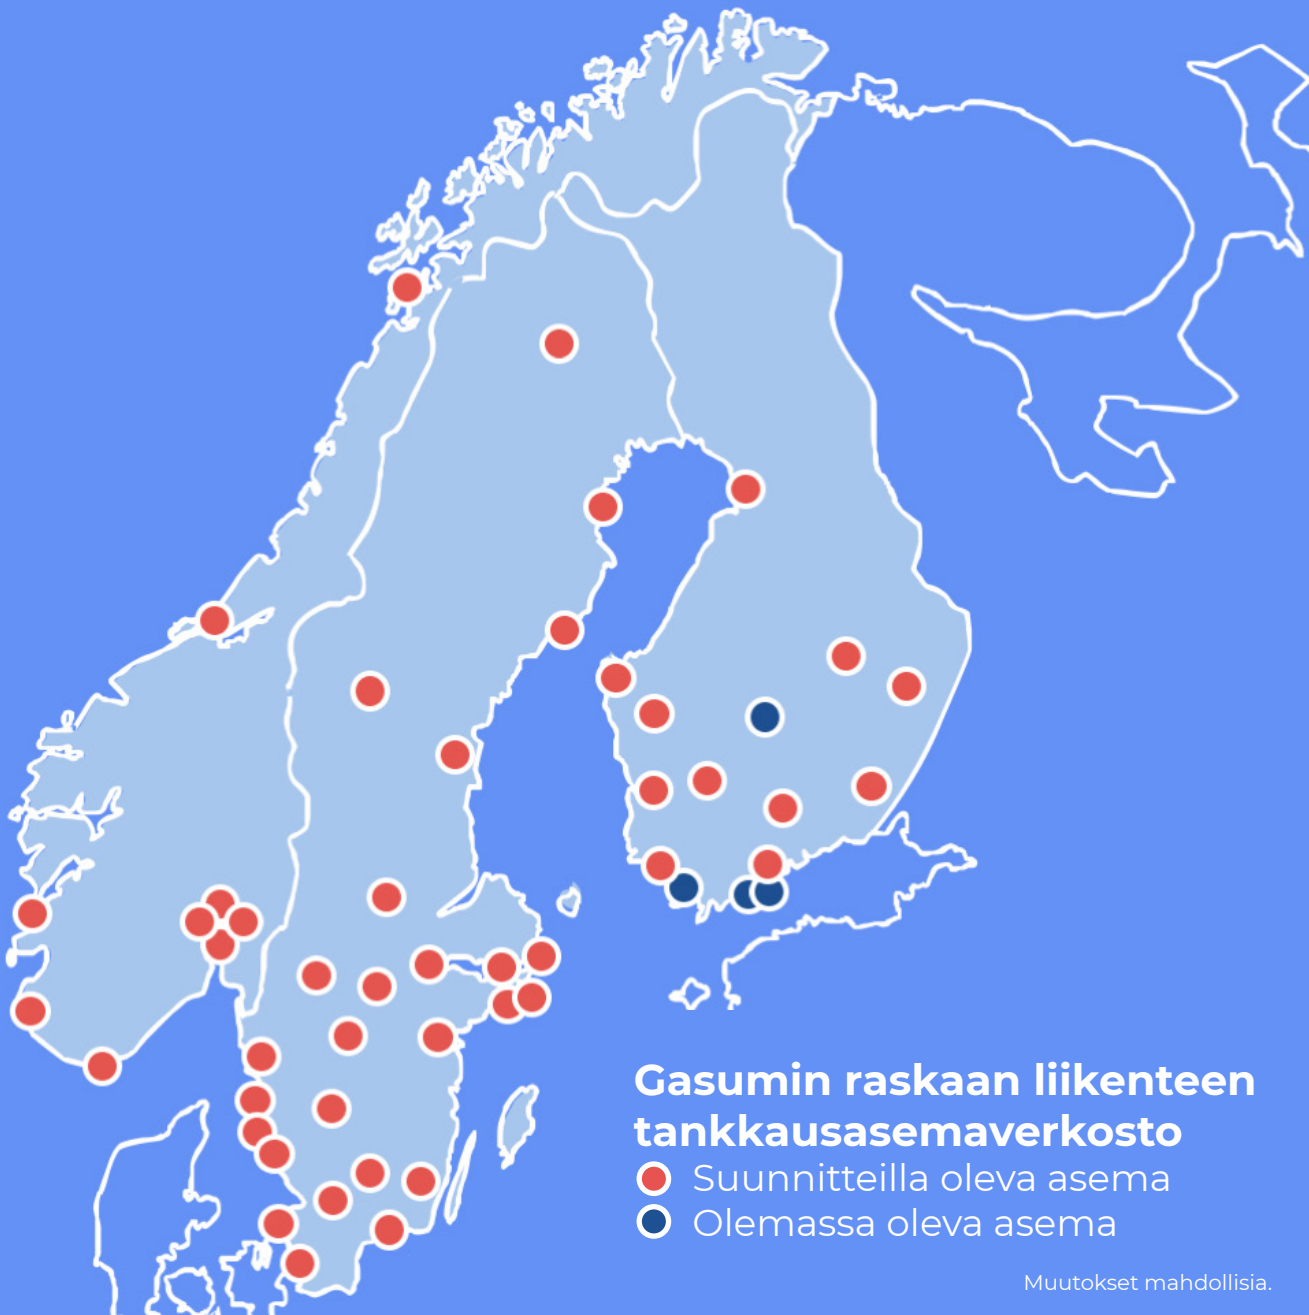 Gasumin raskaan liikenteen
tankkausasemaverkosto
Suunnitteilla oleva asema
Olemassa oleva asema
Muutokset mahdollisia.